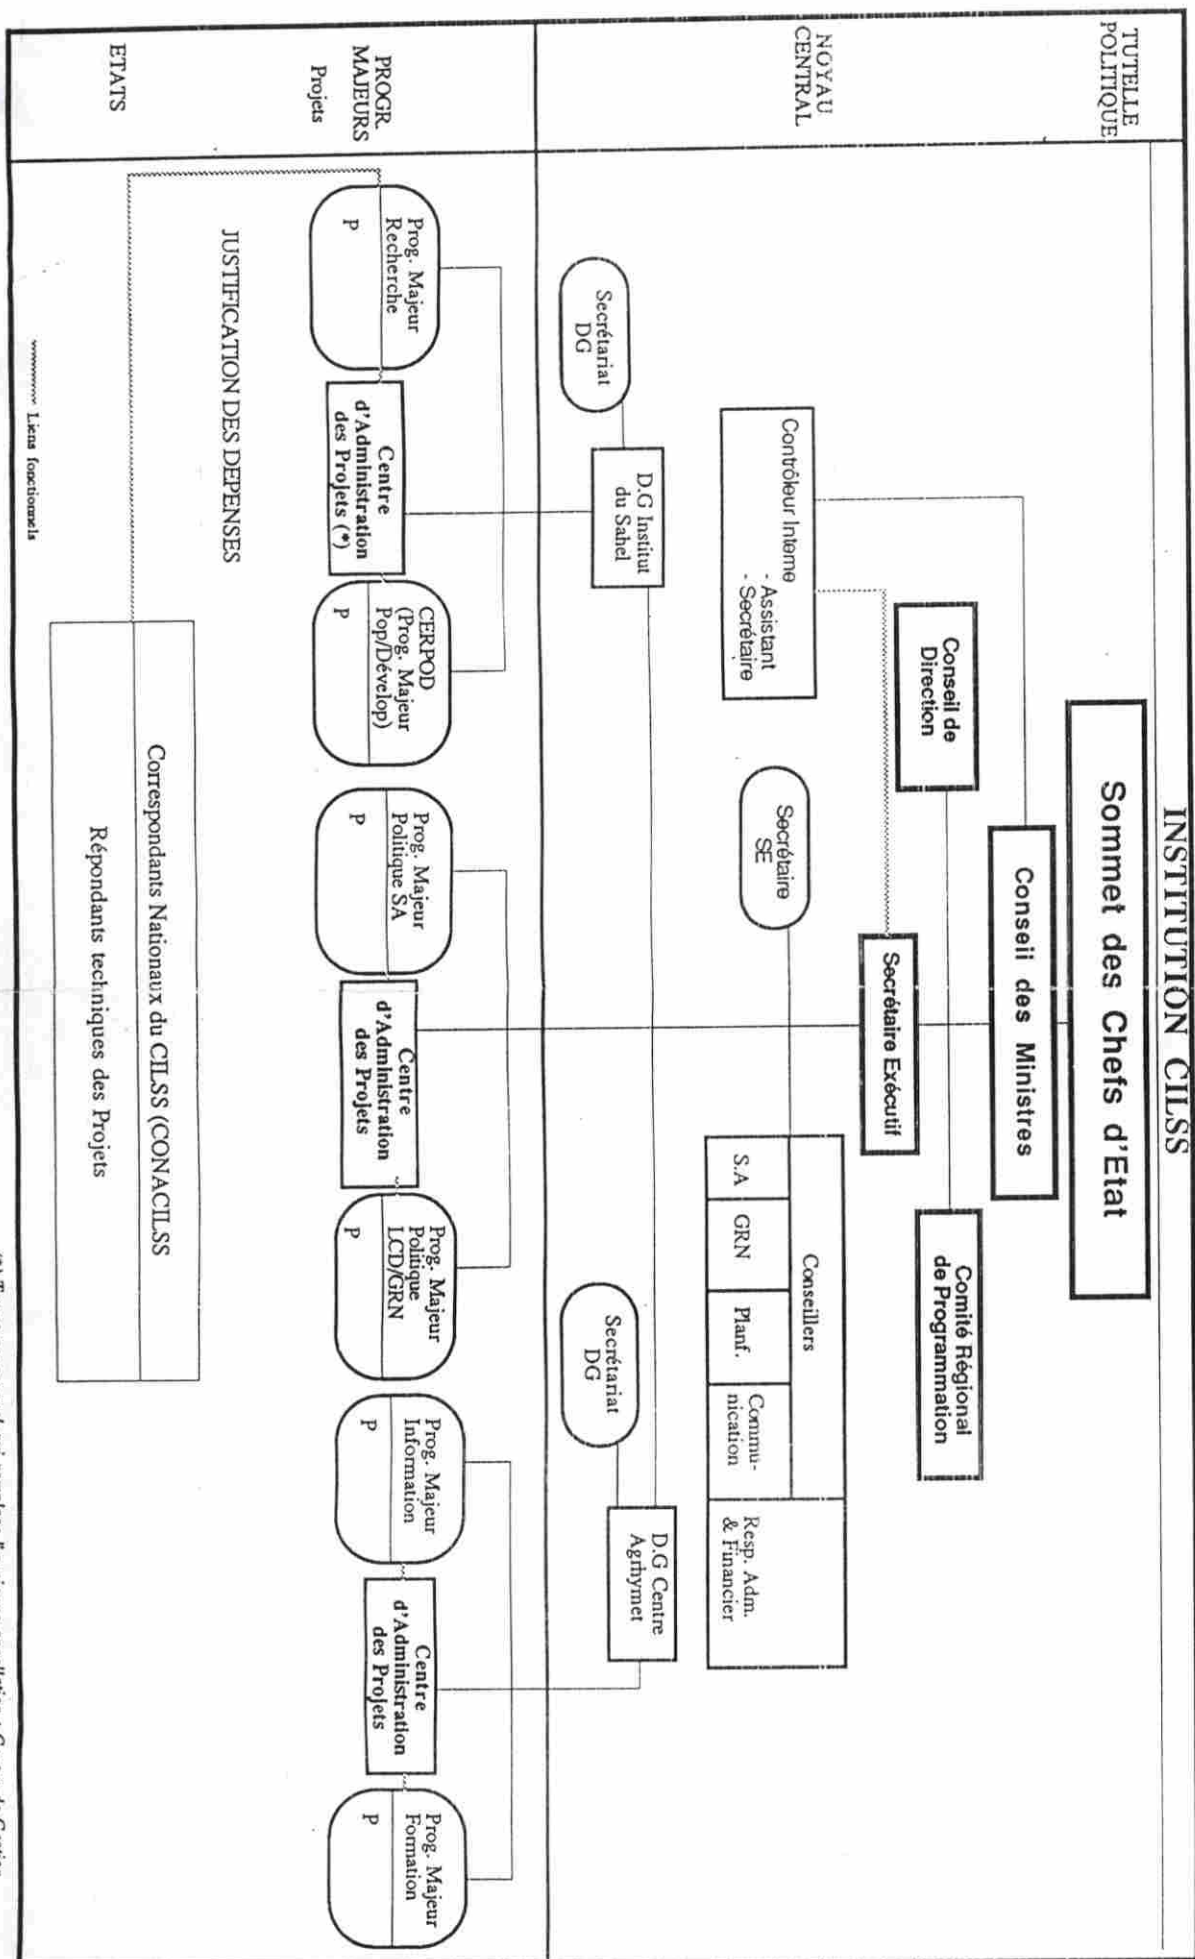 INSTITUTION CILSS
TUTELLE
POLITIQUE
Sommet des Chefs d'Etat
Conseil des Ministres
Conseil de
Direction
Comité Régional
de Programmation
NOYAU
CENTRAL
Secrétaire Exécutif
Contrôleur Interne
- Assistant
- Secrétaire
Secrétaire
SE
Conseillers
S.A
GRN
Planf.
Commu-
nication
Resp. Adm.
& Financier
D.G Institut
du Sahel
Secrétariat
DG
D.G Centre
Agrhymet
Secrétariat
DG
PROGR.
MAJEURS
Projets
Prog. Majeur
Recherche
P
Centre
d'Administration
des Projets (*)
CERPOD
(Prog. Majeur
Pop/Dévelop)
P
Prog. Majeur
Politique SA
P
Centre
d'Administration
des Projets
Prog. Majeur
Politique
LCD/GRN
P
Prog. Majeur
Information
P
Centre
d'Administration
des Projets
Prog. Majeur
Formation
P
JUSTIFICATION DES DEPENSES
ETATS
Correspondants Nationaux du CILSS (CONACILSS
Répondants techniques des Projets
Liens fonctionnels